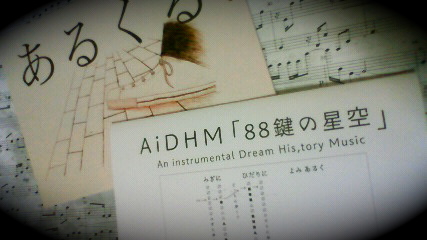 あるくる
AiDHM「88鍵の星空」
An instrumental Dream His,tory Music
みぎに ひだりに よみあるく